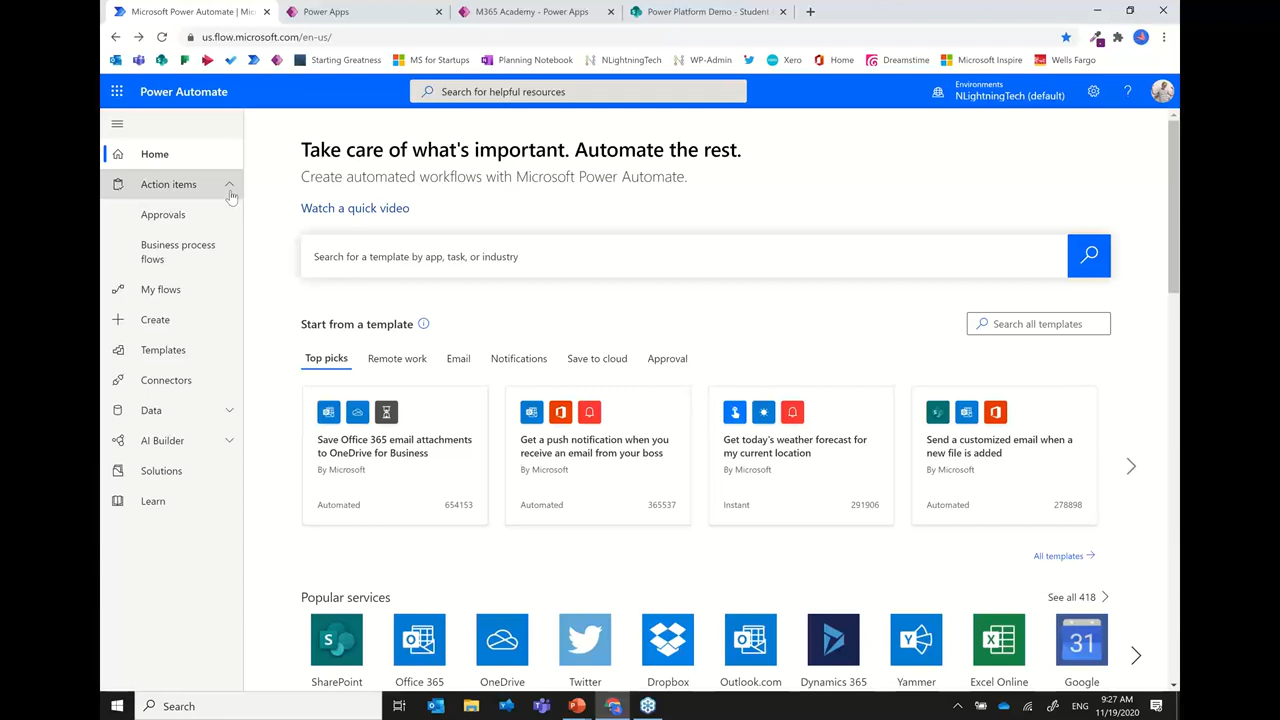 Microsoft Power Automate | Mic
Power Apps
M365 Academy - Power Apps
Power Platform Demo - Student
us.flow.microsoft.com/en-us/
Starting Greatness
MS for Startups
Planning Notebook
NLightningTech
WP-Admin
Xero
Home
Dreamstime
Microsoft Inspire
Wells Fargo
Power Automate
Search for helpful resources
Environments
NLightningTech (default)
Home
Action items
Approvals
Business process
flows
My flows
Create
Templates
Connectors
Data
AI Builder
Solutions
Learn
Take care of what's important. Automate the rest.
Create automated workflows with Microsoft Power Automate.
Watch a quick video
Search for a template by app, task, or industry
Start from a template
Search all templates
Top picks
Remote work
Email
Notifications
Save to cloud
Approval
Save Office 365 email attachments
to OneDrive for Business
By Microsoft
Automated 654153
Get a push notification when you
receive an email from your boss
By Microsoft
Automated 365537
Get today's weather forecast for
my current location
By Microsoft
Instant 291906
Send a customized email when a
new file is added
By Microsoft
Automated 278898
All templates
Popular services
See all 418
31
SharePoint
Office 365
OneDrive
Twitter
Dropbox
Outlook.com
Dynamics 365
Yammer
Excel Online
Google
Search
ENG
9:27 AM
11/19/2020